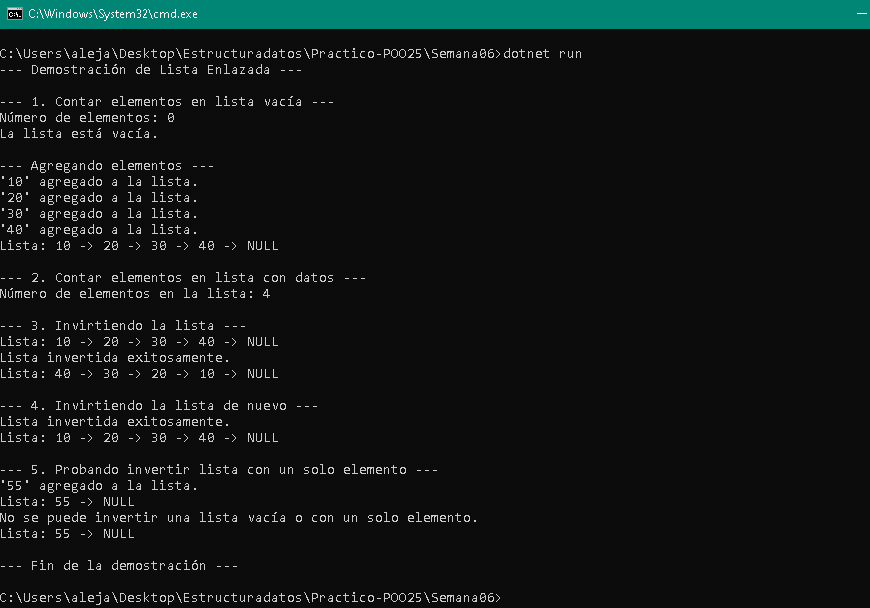 C:\Windows\System32\cmd.exe
C:\Users\aleja\Desktop\Estructuradatos\Practico-POO25\Semana06>dotnet run
--- Demostración de Lista Enlazada ---
--- 1. Contar elementos en lista vacía ---
Número de elementos: 0
La lista está vacía.
--- Agregando elementos ---
'10' agregado a la lista.
'20' agregado a la lista.
'30' agregado a la lista.
'40' agregado a la lista.
Lista: 10 -> 20 -> 30 -> 40 -> NULL
--- 2. Contar elementos en lista con datos ---
Número de elementos en la lista: 4
--- 3. Invirtiendo la lista ---
Lista: 10 -> 20 -> 30 -> 40 -> NULL
Lista invertida exitosamente.
Lista: 40 -> 30 -> 20 -> 10 -> NULL
--- 4. Invirtiendo la lista de nuevo ---
Lista invertida exitosamente.
Lista: 10 -> 20 -> 30 -> 40 -> NULL
--- 5. Probando invertir lista con un solo elemento ---
'55' agregado a la lista.
Lista: 55 -> NULL
No se puede invertir una lista vacía o con un solo elemento.
Lista: 55 -> NULL
--- Fin de la demostración ---
C:\Users\aleja\Desktop\Estructuradatos\Practico-POO25\Semana06>